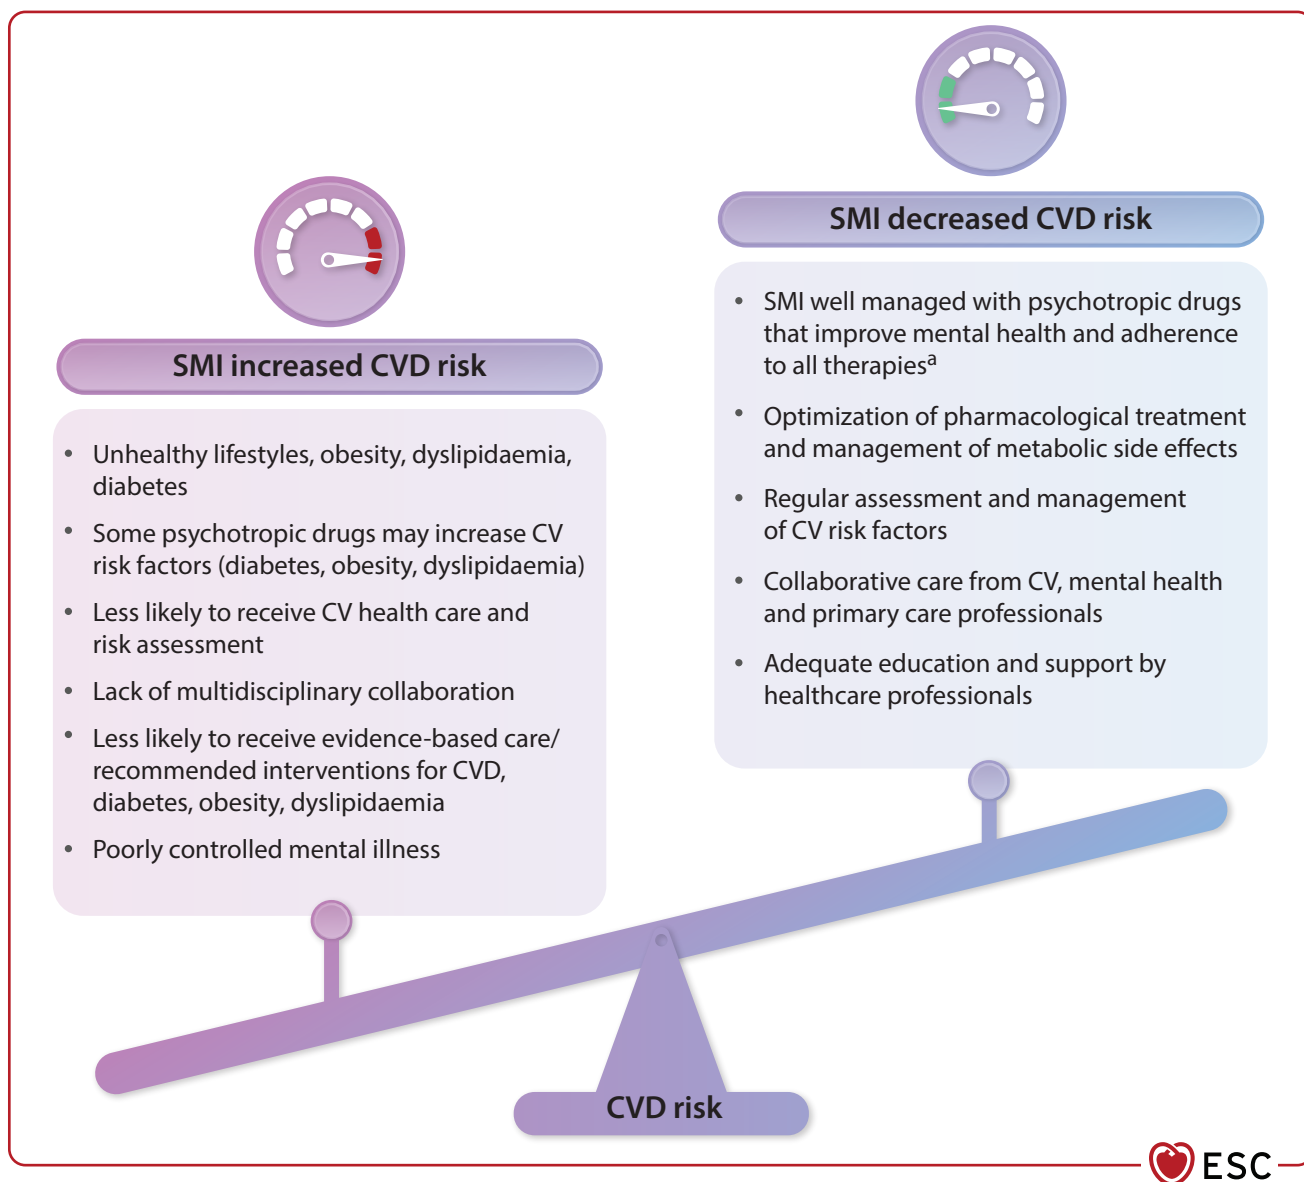 SMI increased CVD risk
• Unhealthy lifestyles, obesity, dyslipidaemia,
diabetes
• Some psychotropic drugs may increase CV
risk factors (diabetes, obesity, dyslipidaemia)
• Less likely to receive CV health care and
risk assessment
• Lack of multidisciplinary collaboration
• Less likely to receive evidence-based care/
recommended interventions for CVD,
diabetes, obesity, dyslipidaemia
• Poorly controlled mental illness
SMI decreased CVD risk
• SMI well managed with psychotropic drugs
that improve mental health and adherence
to all therapiesᵃ
• Optimization of pharmacological treatment
and management of metabolic side effects
• Regular assessment and management
of CV risk factors
• Collaborative care from CV, mental health
and primary care professionals
• Adequate education and support by
healthcare professionals
CVD risk
ESC